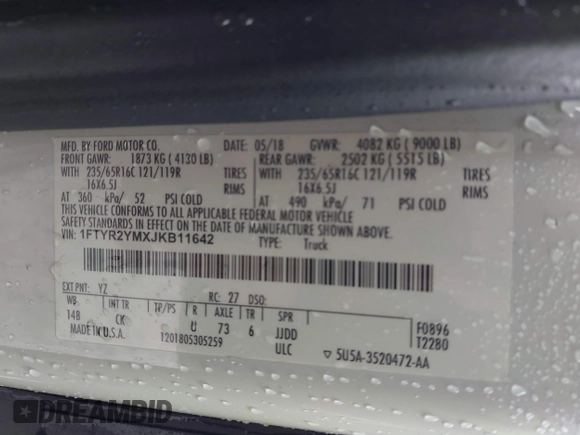 MFD. BY FORD MOTOR CO.
DATE: 05/18 GVWR: 4082 KG ( 9000 LB)
FRONT GAWR: 1873 KG ( 4130 LB)
REAR GAWR: 2502 KG ( 5515 LB)
WITH 235/65R16C 121/119R TIRES
WITH 235/65R16C 121/119R TIRES
16X6.5J RIMS
16X6.5J RIMS
AT 360 kPa/ 52 PSI COLD
AT 490 kPa/ 71 PSI COLD
THIS VEHICLE CONFORMS TO ALL APPLICABLE FEDERAL MOTOR VEHICLE
SAFETY STANDARDS IN EFFECT ON THE DATE OF MANUFACTURE SHOWN ABOVE.
VIN: 1FTYR2YMXJKB11642
TYPE: Truck
EXT PNT: YZ RC: 27 DSO:
WB INT TR TP/PS R AXLE TR SPR
148 CK U 73 6 JJDD
F0896
T2280
MADE IN U.S.A. T201805305259 ULC
5U5A-3520472-AA
AUTOBIDMASTER